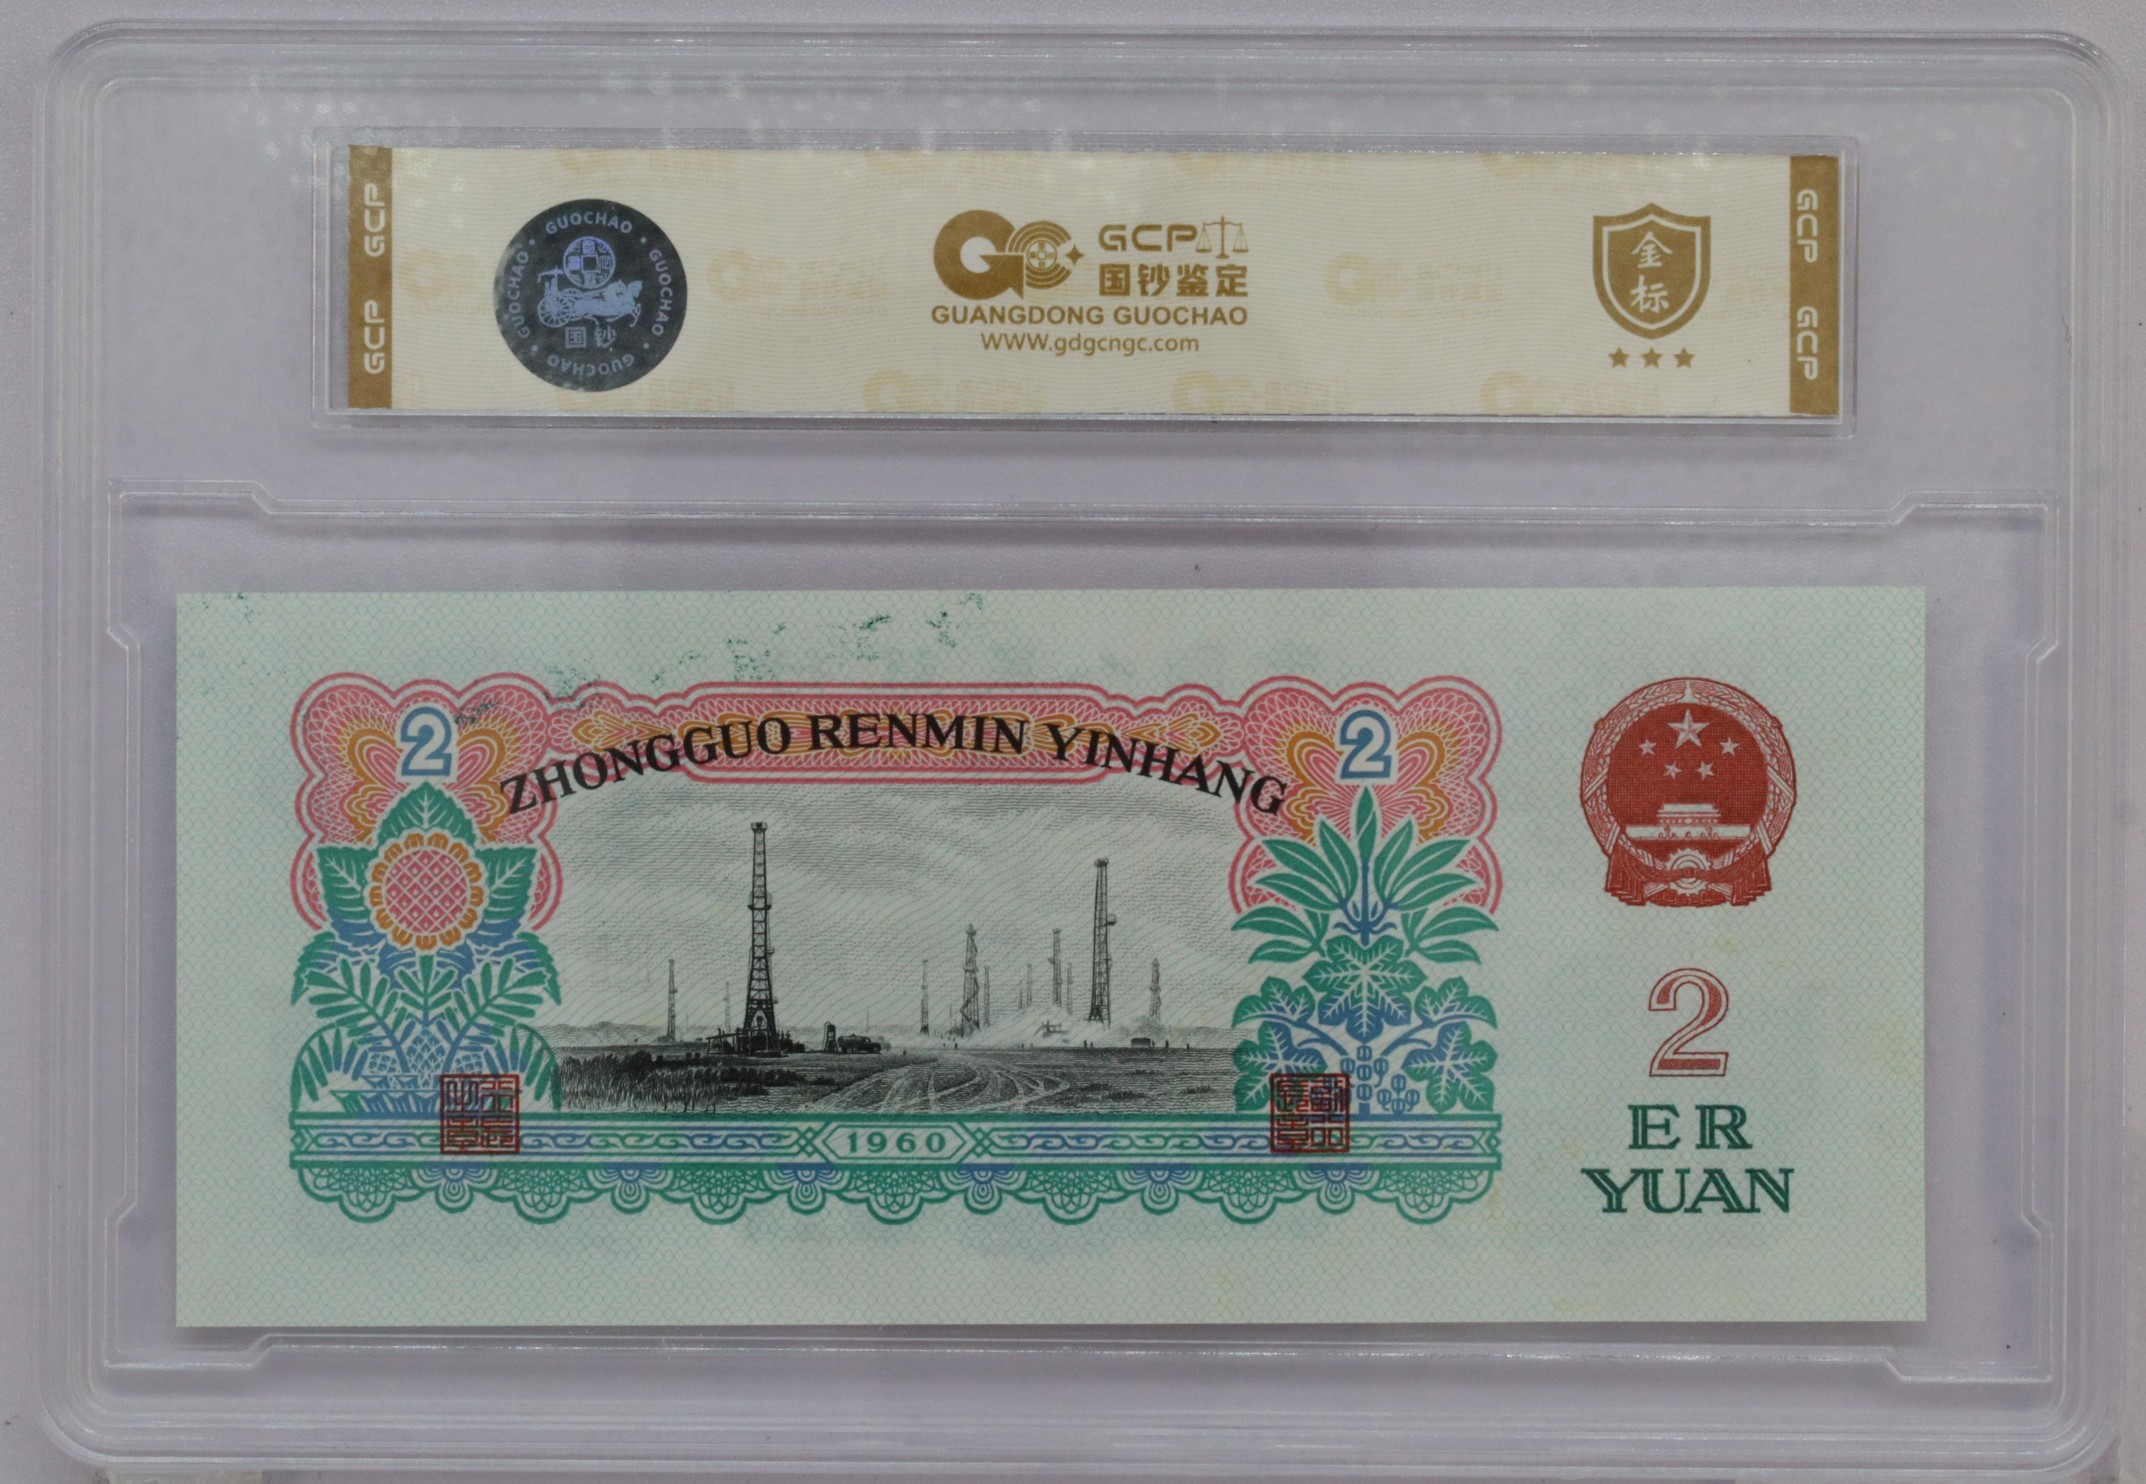 GCP GCP
GUOCHAO · GUOCHAO · GUOCHAO · GUOCHAO
国钞
GCP
国钞鉴定
GUANGDONG GUOCHAO
WWW.gdgcngc.com
金
标
GCP GCP
2
ZHONGGUO RENMIN YINHANG
2
1960
2
ER
YUAN